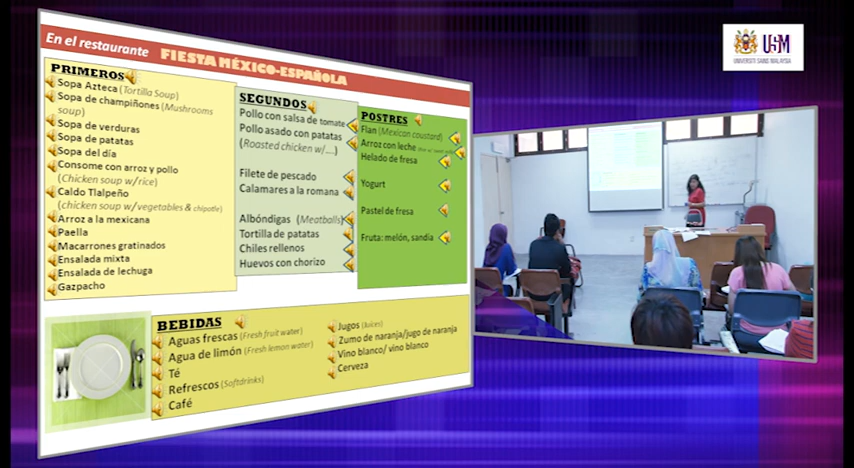 En el restaurante FIESTA MÉXICO-ESPAÑOLA
PRIMEROS
Sopa Azteca (Tortilla Soup)
Sopa de champiñones (Mushrooms
soup)
Sopa de verduras
Sopa de patatas
Sopa del día
Consome con arroz y pollo
(Chicken soup w/rice)
Caldo Tlalpeño
(chicken soup w/vegetables & chipotle)
Arroz a la mexicana
Paella
Macarrones gratinados
Ensalada mixta
Ensalada de lechuga
Gazpacho
SEGUNDOS
Pollo con salsa de tomate
Pollo asado con patatas
(Roasted chicken w/....)
Filete de pescado
Calamares a la romana
Albóndigas (Meatballs)
Tortilla de patatas
Chiles rellenos
Huevos con chorizo
POSTRES
Flan (Mexican coustard)
Arroz con leche
Helado de fresa
Yogurt
Pastel de fresa
Fruta: melón, sandía
BEBIDAS
Aguas frescas (Fresh fruit water)
Agua de limón (Fresh lemon water)
Té
Refrescos (Softdrinks)
Café
Jugos (Juices)
Zumo de naranja/jugo de naranja
Vino blanco/ vino blanco
Cerveza
USM
UNIVERSITI SAINS MALAYSIA